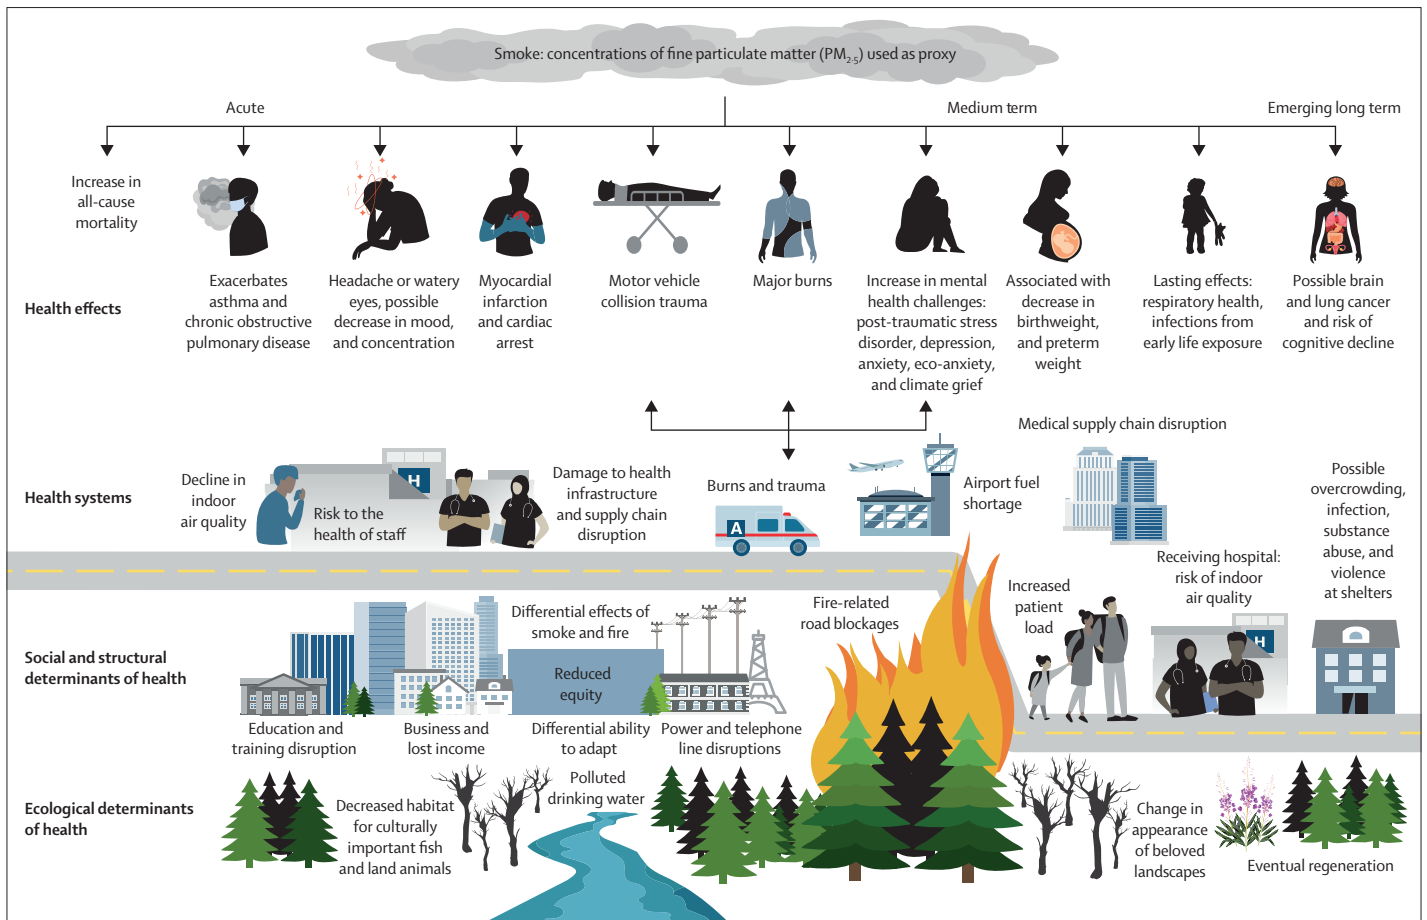 Smoke: concentrations of fine particulate matter (PM2·5) used as proxy
Acute
Medium term
Emerging long term
Increase in
all-cause
mortality
Health effects
Exacerbates
asthma and
chronic obstructive
pulmonary disease
Headache or watery
eyes, possible
decrease in mood,
and concentration
Myocardial
infarction
and cardiac
arrest
Motor vehicle
collision trauma
Major burns
Increase in mental
health challenges:
post-traumatic stress
disorder, depression,
anxiety, eco-anxiety,
and climate grief
Associated with
decrease in
birthweight,
and preterm
weight
Lasting effects:
respiratory health,
infections from
early life exposure
Possible brain
and lung cancer
and risk of
cognitive decline
Health systems
Decline in
indoor
air quality
H
Risk to the
health of staff
Damage to health
infrastructure
and supply chain
disruption
Burns and trauma
A
Airport fuel
shortage
Medical supply chain disruption
Receiving hospital:
risk of indoor
air quality
H
Possible
overcrowding,
infection,
substance
abuse, and
violence
at shelters
Increased
patient
load
Fire-related
road blockages
Social and structural
determinants of health
Education and
training disruption
Business and
lost income
Differential effects of
smoke and fire
Reduced
equity
Differential ability
to adapt
Power and telephone
line disruptions
Ecological determinants
of health
Decreased habitat
for culturally
important fish
and land animals
Polluted
drinking water
Change in
appearance
of beloved
landscapes
Eventual regeneration